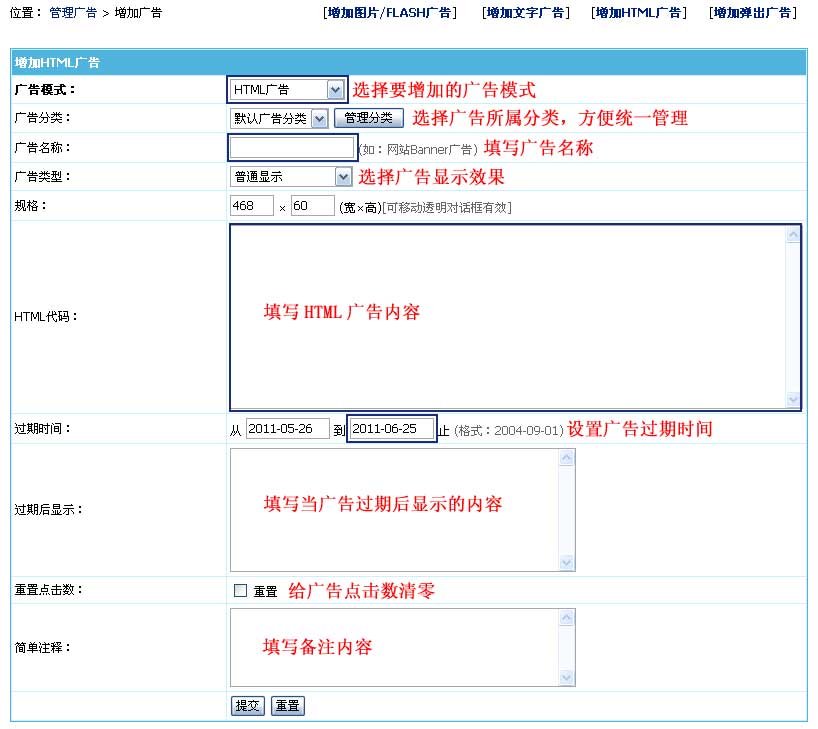 位置： 管理广告 > 增加广告 [增加图片/FLASH广告] [增加文字广告] [增加HTML广告] [增加弹出广告]
增加HTML广告
广告模式： HTML广告 选择要增加的广告模式
广告分类： 默认广告分类 管理分类 选择广告所属分类，方便统一管理
广告名称： (如：网站Banner广告) 填写广告名称
广告类型： 普通显示 选择广告显示效果
规格： 468 × 60 (宽×高)[可移动透明对话框有效]
HTML代码： 填写 HTML 广告内容
过期时间： 从 2011-05-26 到 2011-06-25 止 (格式：2004-09-01) 设置广告过期时间
过期后显示： 填写当广告过期后显示的内容
重置点击数： 重置 给广告点击数清零
简单注释： 填写备注内容
提交 重置